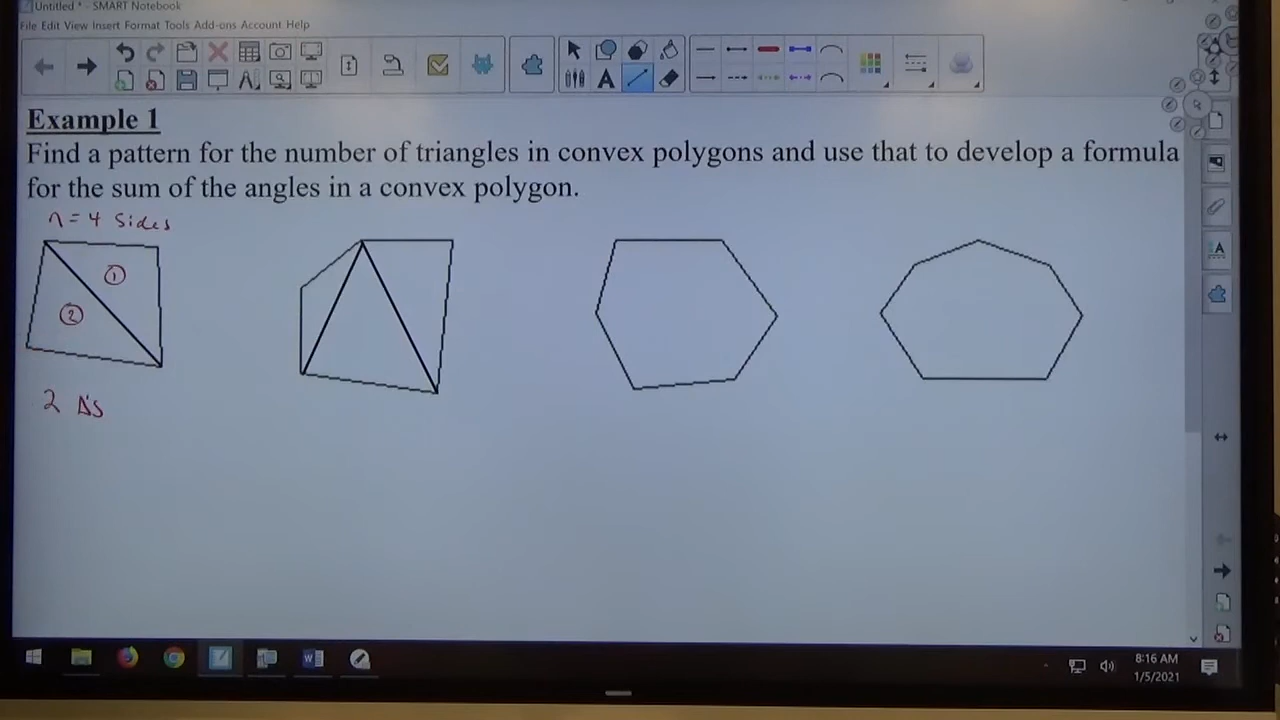 Untitled * - SMART Notebook
File Edit View Insert Format Tools Add-ons Account Help
Example 1
Find a pattern for the number of triangles in convex polygons and use that to develop a formula
for the sum of the angles in a convex polygon.
n = 4 sides
①
②
2 Δ's
8:16 AM
1/5/2021